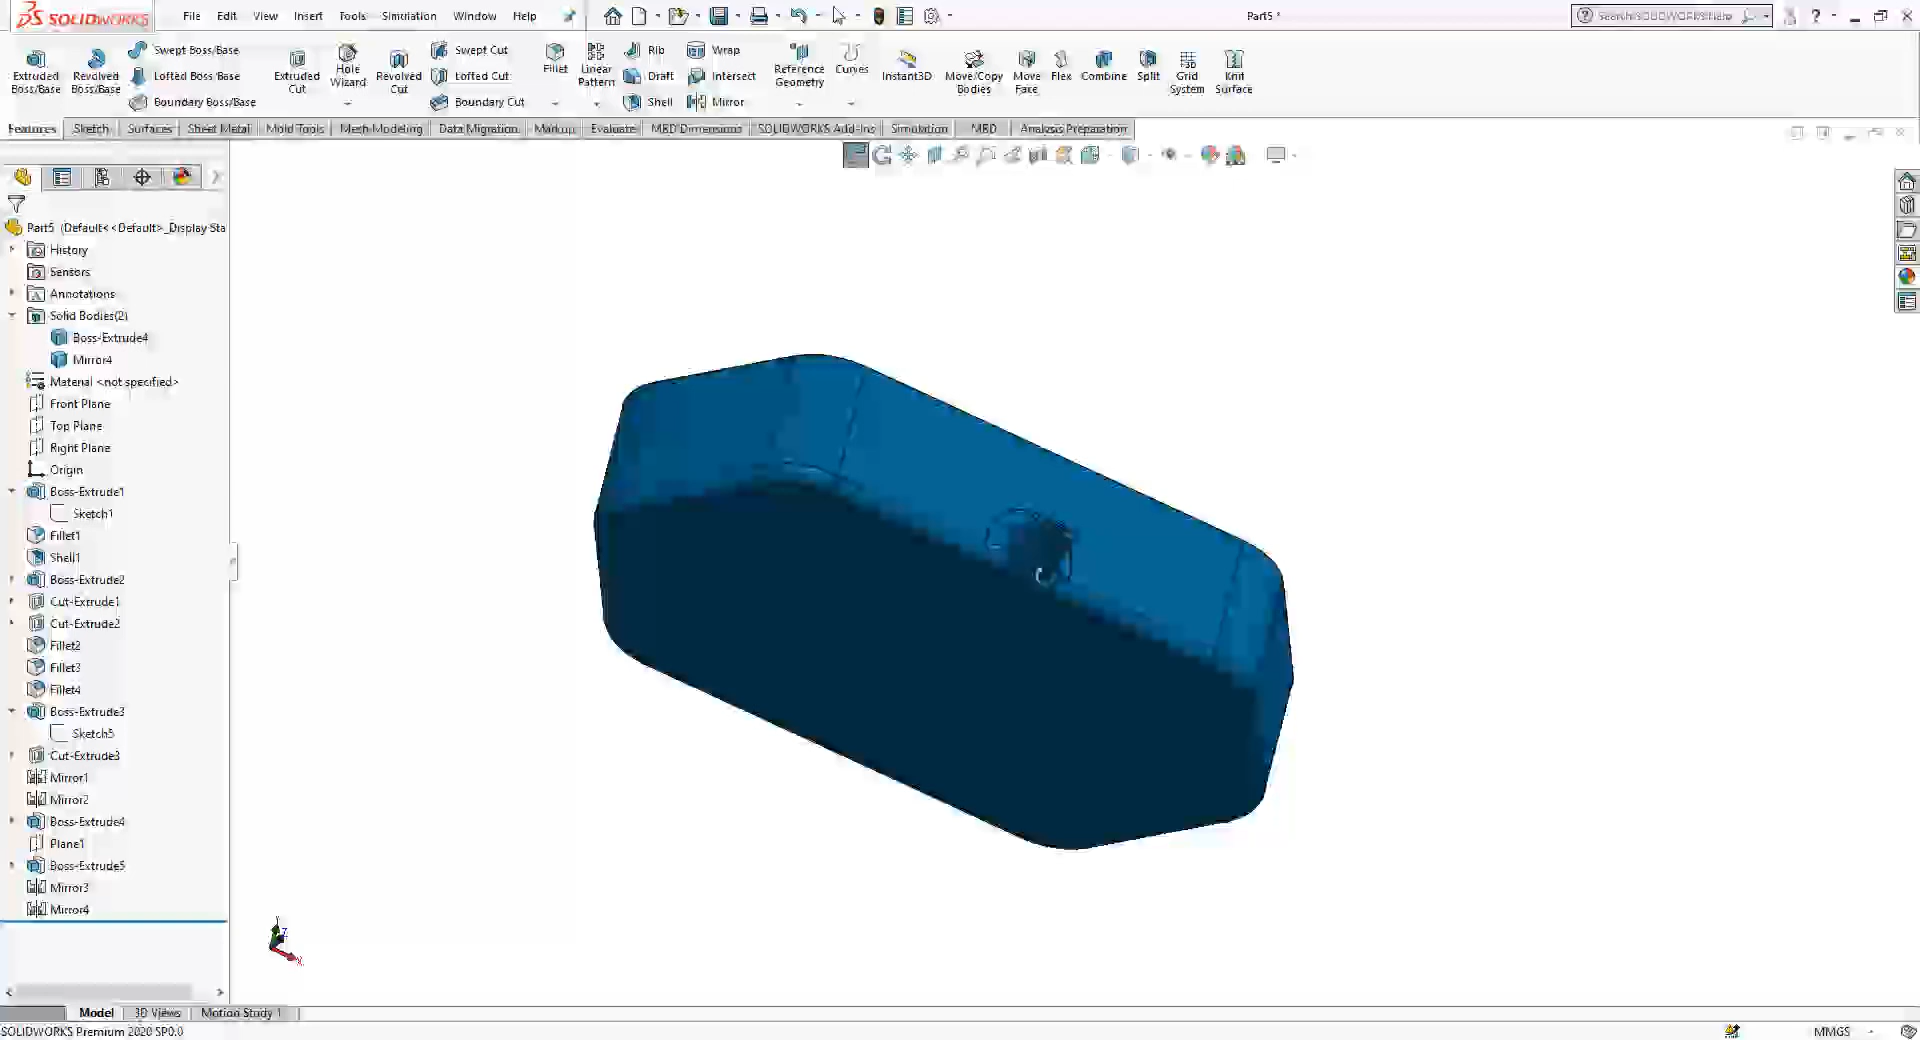 SOLIDWORKS File Edit View Insert Tools Simulation Window Help Part5 * Search SOLIDWORKS Help
Extruded Boss/Base
Revolved Boss/Base
Swept Boss/Base
Lofted Boss/Base
Boundary Boss/Base
Extruded Cut
Hole Wizard
Revolved Cut
Swept Cut
Lofted Cut
Boundary Cut
Fillet
Linear Pattern
Rib
Draft
Shell
Wrap
Intersect
Mirror
Reference Geometry
Curves
Instant3D
Move/Copy Bodies
Move Face
Flex
Combine
Split
Grid System
Knit Surface
Features Sketch Surfaces Sheet Metal Mold Tools Mesh Modeling Data Migration Markup Evaluate MBD Dimensions SOLIDWORKS Add-Ins Simulation MBD Analysis Preparation
Part5 (Default<<Default>_Display Sta
History
Sensors
Annotations
Solid Bodies(2)
Boss-Extrude4
Mirror4
Material <not specified>
Front Plane
Top Plane
Right Plane
Origin
Boss-Extrude1
Sketch1
Fillet1
Shell1
Boss-Extrude2
Cut-Extrude1
Cut-Extrude2
Fillet2
Fillet3
Fillet4
Boss-Extrude3
Sketch5
Cut-Extrude3
Mirror1
Mirror2
Boss-Extrude4
Plane1
Boss-Extrude5
Mirror3
Mirror4
Y
Z
X
Model 3D Views Motion Study 1
SOLIDWORKS Premium 2020 SP0.0 MMGS